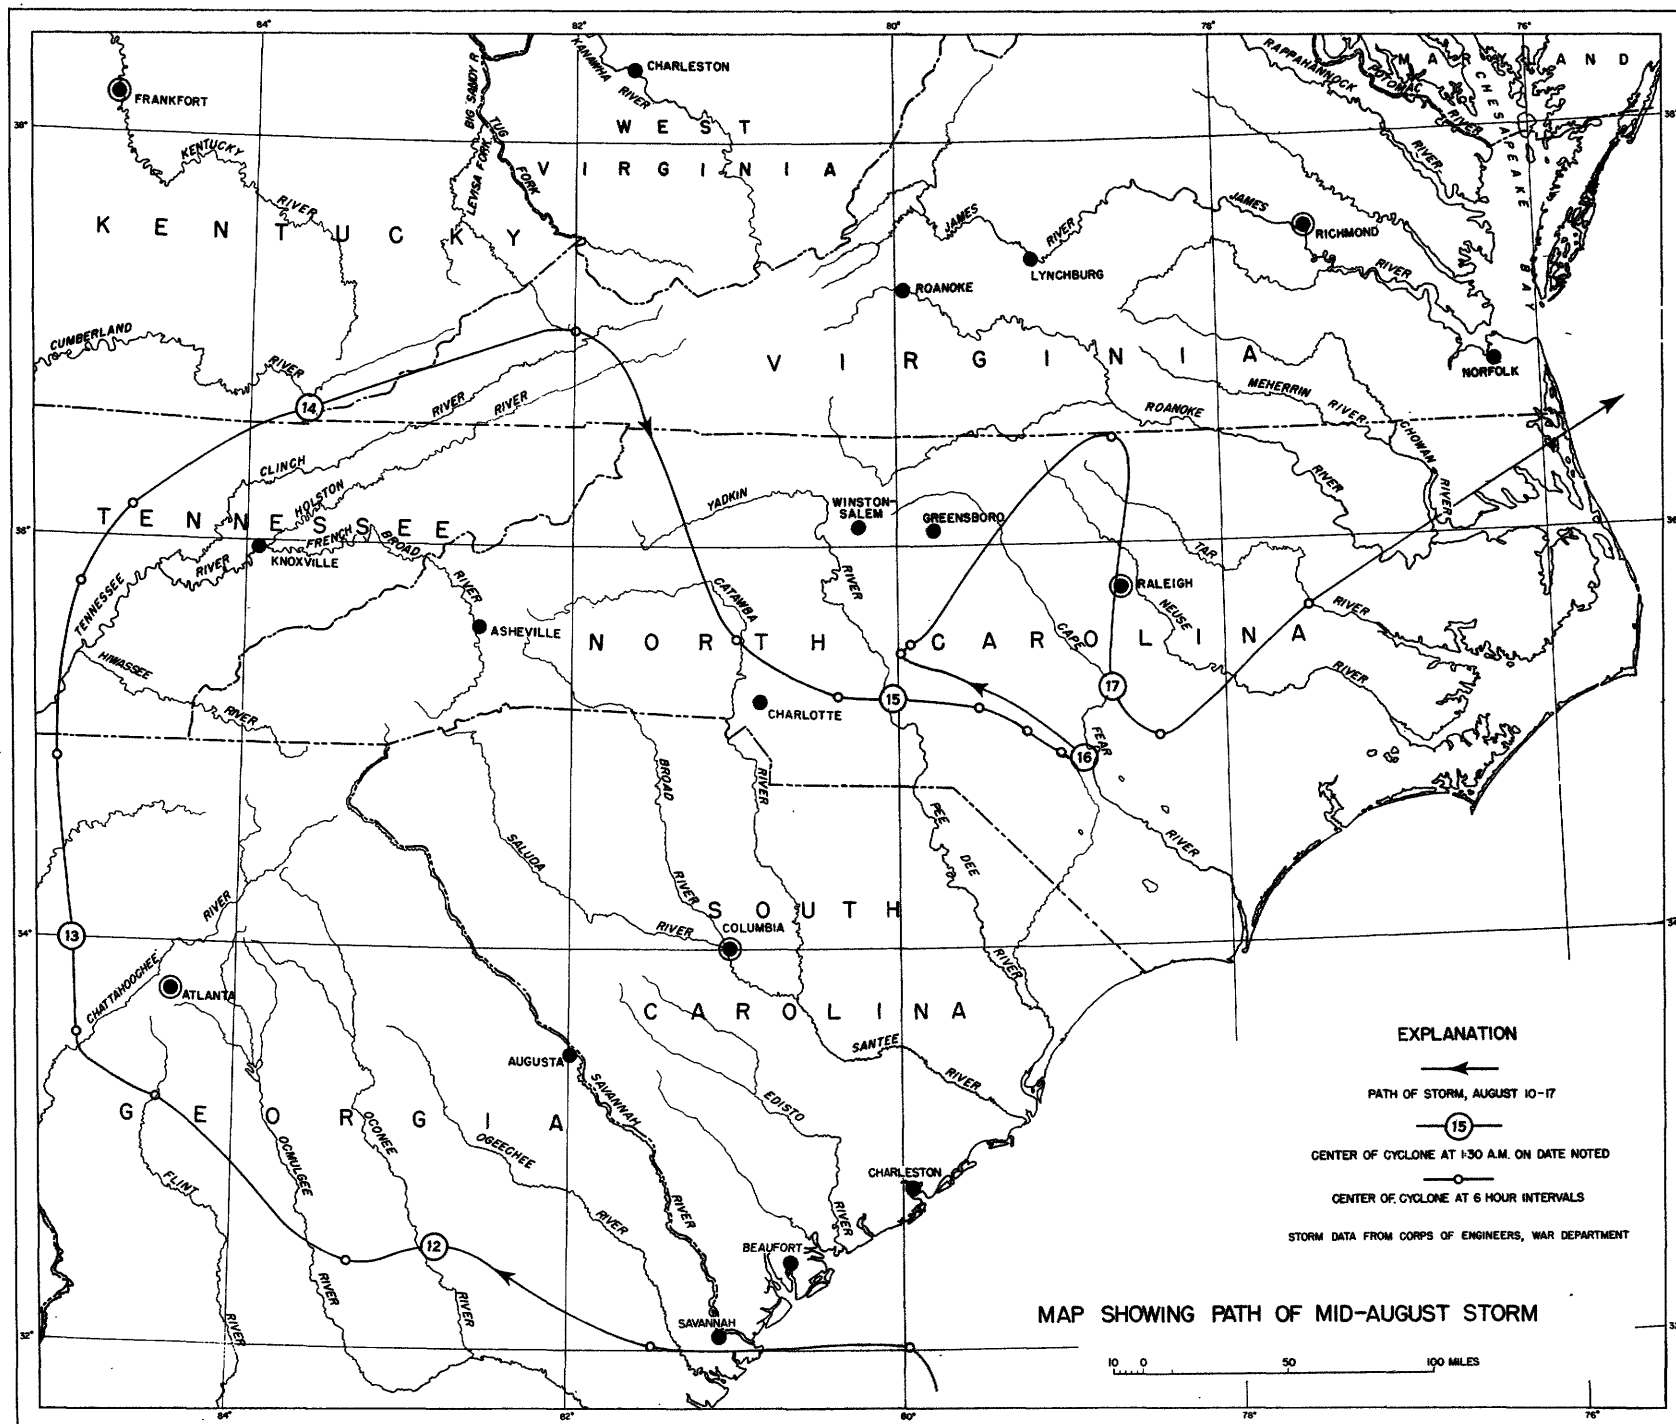 84° 82° 80° 78° 76°
FRANKFORT
CHARLESTON
KANAWHA
RIVER
BIG SANDY R.
TUG
FORK
LEVISA FORK
WEST
VIRGINIA
RAPPAHANNOCK
RIVER
POTOMAC
RIVER
CHESAPEAKE
BAY
38°
KENTUCKY
RIVER
KENTUCKY
JAMES
RIVER
JAMES
RIVER
RICHMOND
LYNCHBURG
ROANOKE
CUMBERLAND
RIVER
VIRGINIA
NORFOLK
MEHERRIN
RIVER
14
CLINCH
RIVER
HOLSTON
RIVER
ROANOKE
RIVER
CHOWAN
RIVER
TENNESSEE
YADKIN
RIVER
WINSTON-
SALEM
GREENSBORO
36°
FRENCH
BROAD
RIVER
KNOXVILLE
TENNESSEE
RIVER
TAR
RIVER
RALEIGH
NEUSE
RIVER
CATAWBA
RIVER
ASHEVILLE
NORTH CAROLINA
CAPE
FEAR
RIVER
HIWASSEE
RIVER
15
17
16
CHARLOTTE
BROAD
RIVER
PEE
DEE
RIVER
SALUDA
RIVER
SOUTH
CAROLINA
COLUMBIA
34°
13
CHATTAHOOGHEE
RIVER
ATLANTA
AUGUSTA
SAVANNAH
RIVER
SANTEE
RIVER
EDISTO
RIVER
GEORGIA
OCONEE
RIVER
OCMULGEE
RIVER
OGEECHEE
RIVER
FLINT
RIVER
CHARLESTON
BEAUFORT
12
SAVANNAH
32°
EXPLANATION
PATH OF STORM, AUGUST 10-17
15
CENTER OF CYCLONE AT 1:30 A.M. ON DATE NOTED
CENTER OF CYCLONE AT 6 HOUR INTERVALS
STORM DATA FROM CORPS OF ENGINEERS, WAR DEPARTMENT
MAP SHOWING PATH OF MID-AUGUST STORM
10 0 50 100 MILES
84° 82° 80° 78° 76°